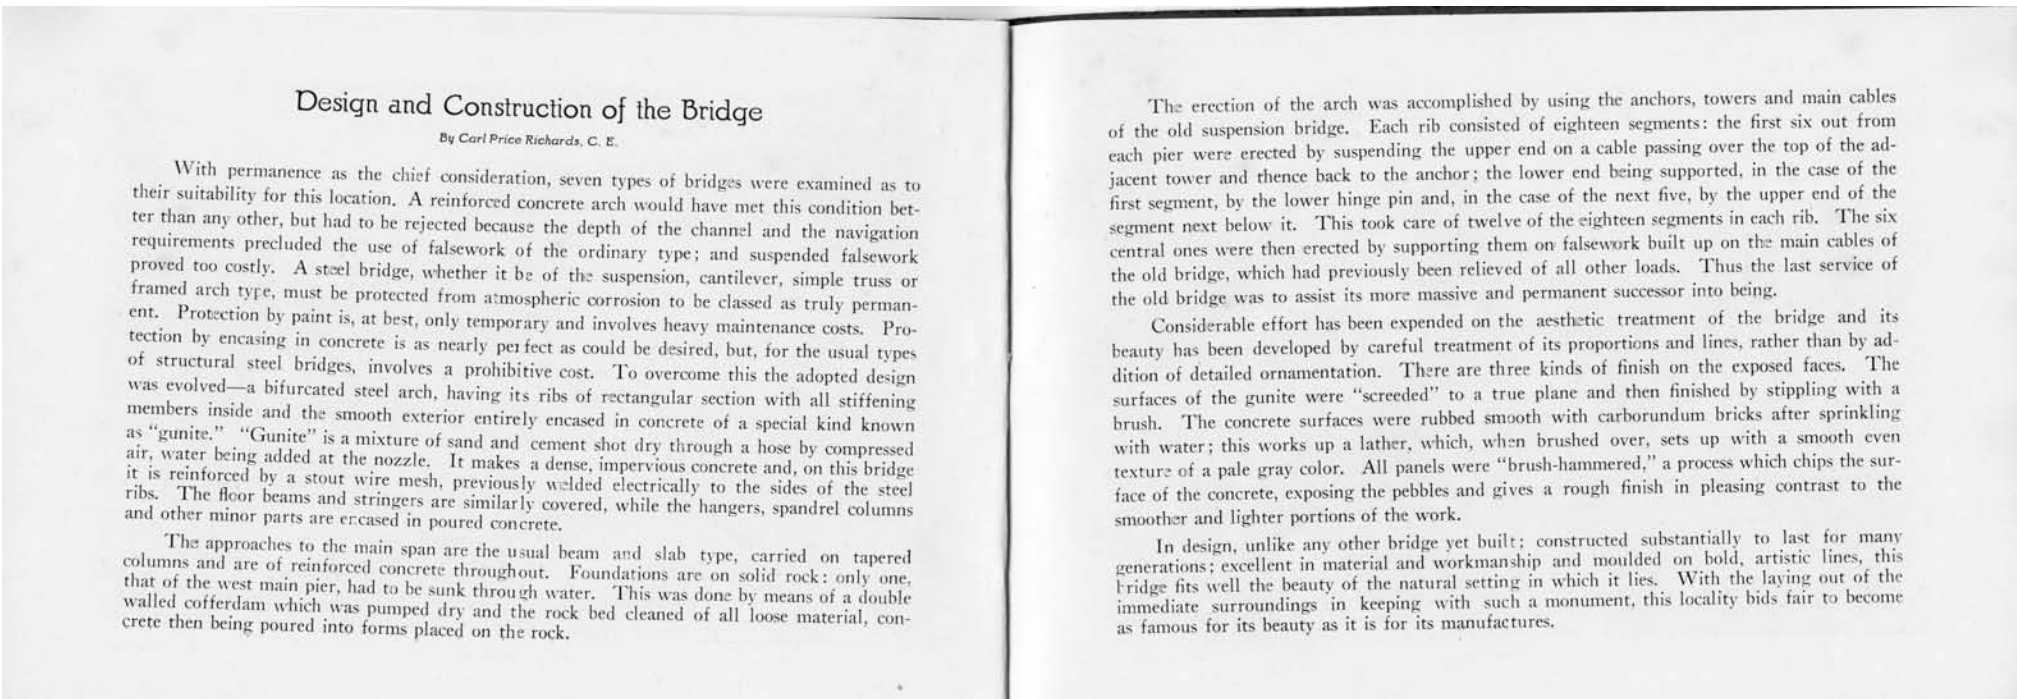 Design and Construction of the Bridge
By Carl Price Richards, C. E.
With permanence as the chief consideration, seven types of bridges were examined as to
their suitability for this location. A reinforced concrete arch would have met this condition bet-
ter than any other, but had to be rejected because the depth of the channel and the navigation
requirements precluded the use of falsework of the ordinary type; and suspended falsework
proved too costly. A steel bridge, whether it be of the suspension, cantilever, simple truss or
framed arch type, must be protected from atmospheric corrosion to be classed as truly perman-
ent. Protection by paint is, at best, only temporary and involves heavy maintenance costs. Pro-
tection by encasing in concrete is as nearly perfect as could be desired, but, for the usual types
of structural steel bridges, involves a prohibitive cost. To overcome this the adopted design
was evolved—a bifurcated steel arch, having its ribs of rectangular section with all stiffening
members inside and the smooth exterior entirely encased in concrete of a special kind known
as "gunite." "Gunite" is a mixture of sand and cement shot dry through a hose by compressed
air, water being added at the nozzle. It makes a dense, impervious concrete and, on this bridge
it is reinforced by a stout wire mesh, previously welded electrically to the sides of the steel
ribs. The floor beams and stringers are similarly covered, while the hangers, spandrel columns
and other minor parts are encased in poured concrete.
The approaches to the main span are the usual beam and slab type, carried on tapered
columns and are of reinforced concrete throughout. Foundations are on solid rock: only one,
that of the west main pier, had to be sunk through water. This was done by means of a double
walled cofferdam which was pumped dry and the rock bed cleaned of all loose material, con-
crete then being poured into forms placed on the rock.
The erection of the arch was accomplished by using the anchors, towers and main cables
of the old suspension bridge. Each rib consisted of eighteen segments: the first six out from
each pier were erected by suspending the upper end on a cable passing over the top of the ad-
jacent tower and thence back to the anchor; the lower end being supported, in the case of the
first segment, by the lower hinge pin and, in the case of the next five, by the upper end of the
segment next below it. This took care of twelve of the eighteen segments in each rib. The six
central ones were then erected by supporting them on falsework built up on the main cables of
the old bridge, which had previously been relieved of all other loads. Thus the last service of
the old bridge was to assist its more massive and permanent successor into being.
Considerable effort has been expended on the aesthetic treatment of the bridge and its
beauty has been developed by careful treatment of its proportions and lines, rather than by ad-
dition of detailed ornamentation. There are three kinds of finish on the exposed faces. The
surfaces of the gunite were "screeded" to a true plane and then finished by stippling with a
brush. The concrete surfaces were rubbed smooth with carborundum bricks after sprinkling
with water; this works up a lather, which, when brushed over, sets up with a smooth even
texture of a pale gray color. All panels were "brush-hammered," a process which chips the sur-
face of the concrete, exposing the pebbles and gives a rough finish in pleasing contrast to the
smoother and lighter portions of the work.
In design, unlike any other bridge yet built; constructed substantially to last for many
generations; excellent in material and workmanship and moulded on bold, artistic lines, this
bridge fits well the beauty of the natural setting in which it lies. With the laying out of the
immediate surroundings in keeping with such a monument, this locality bids fair to become
as famous for its beauty as it is for its manufactures.